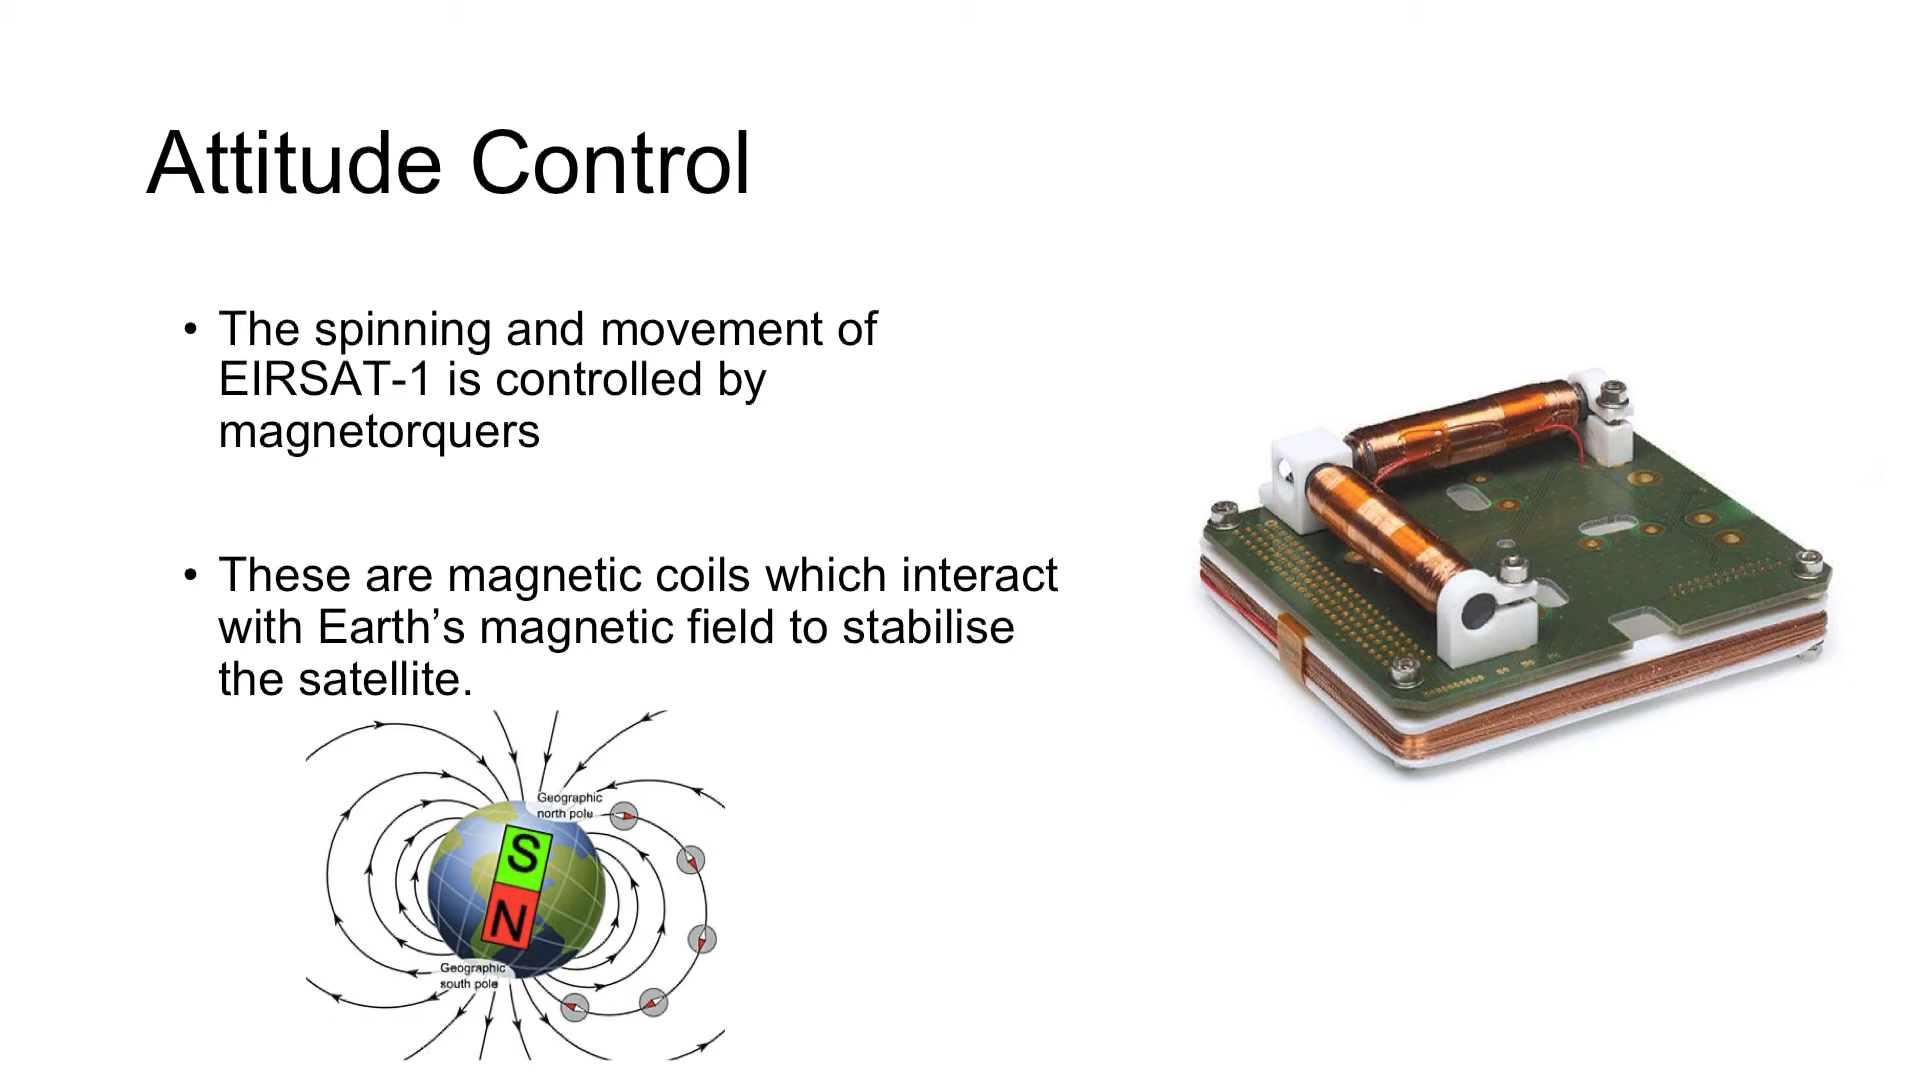 Attitude Control
• The spinning and movement of
EIRSAT-1 is controlled by
magnetorquers
• These are magnetic coils which interact
with Earth’s magnetic field to stabilise
the satellite.
Geographic
north pole
S
N
Geographic
south pole